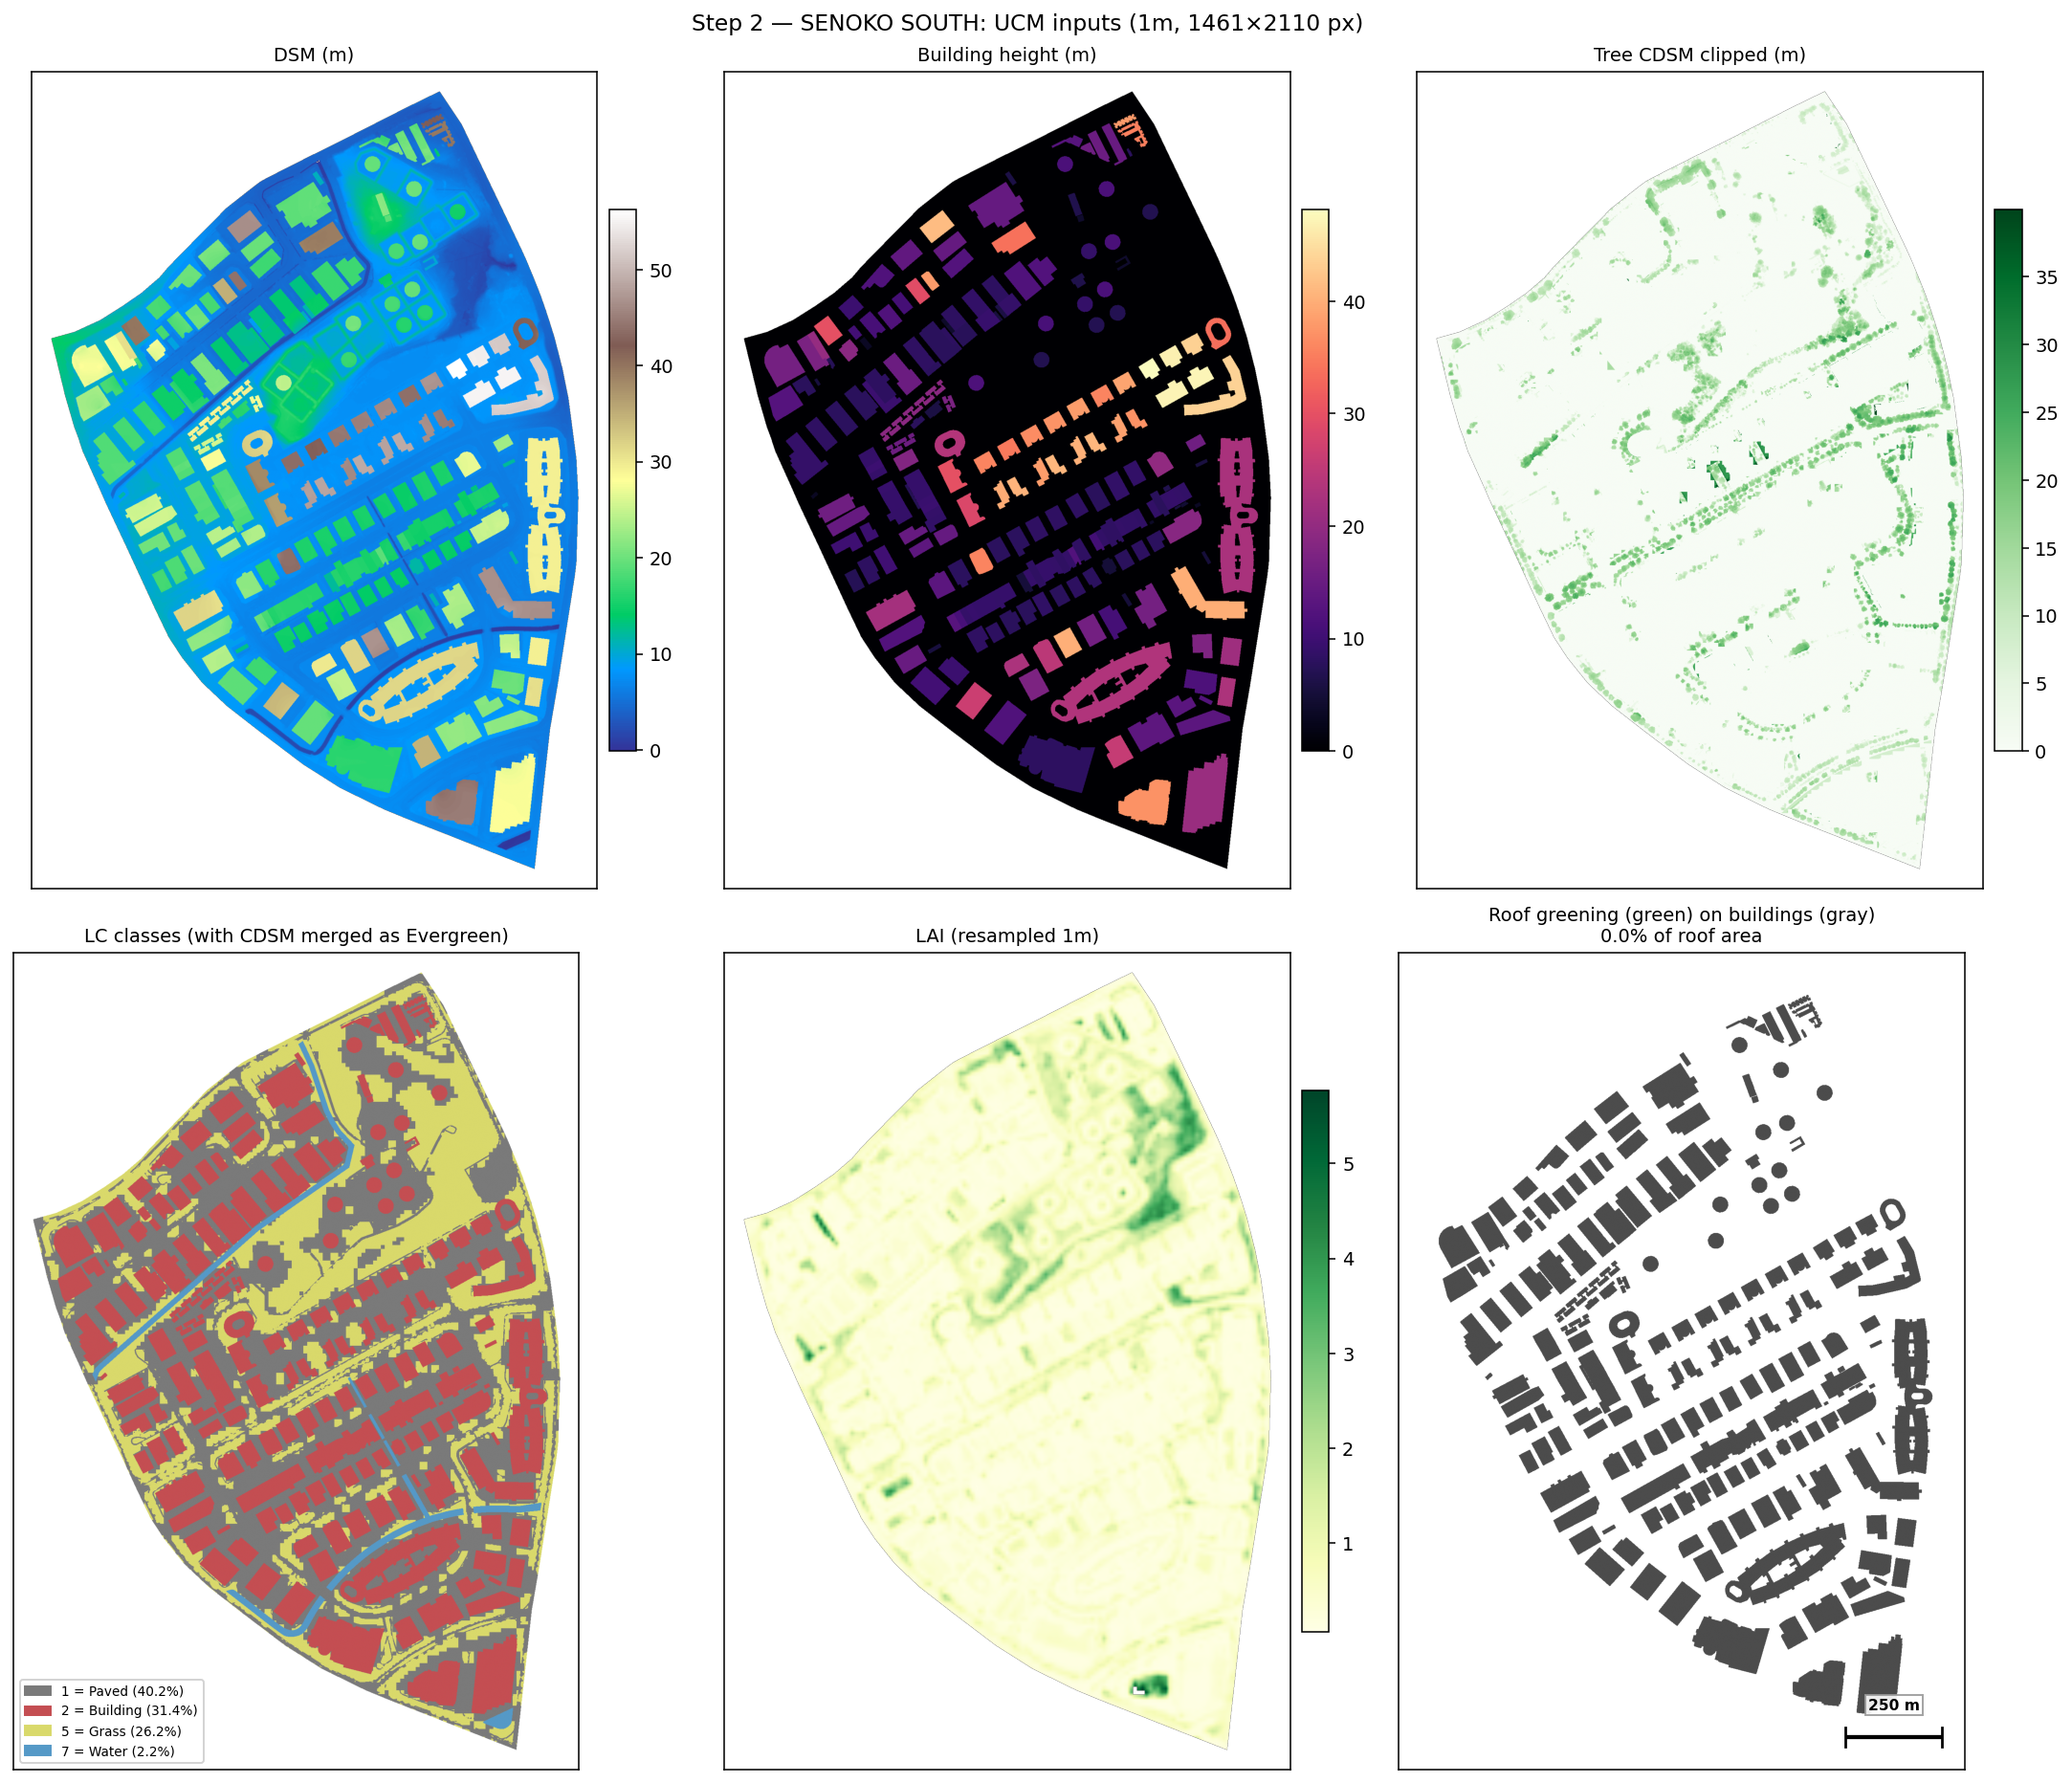 Step 2 — SENOKO SOUTH: UCM inputs (1m, 1461×2110 px)
DSM (m)
50
40
30
20
10
0
Building height (m)
40
30
20
10
0
Tree CDSM clipped (m)
35
30
25
20
15
10
5
0
LC classes (with CDSM merged as Evergreen)
1 = Paved (40.2%)
2 = Building (31.4%)
5 = Grass (26.2%)
7 = Water (2.2%)
LAI (resampled 1m)
5
4
3
2
1
Roof greening (green) on buildings (gray)
0.0% of roof area
250 m